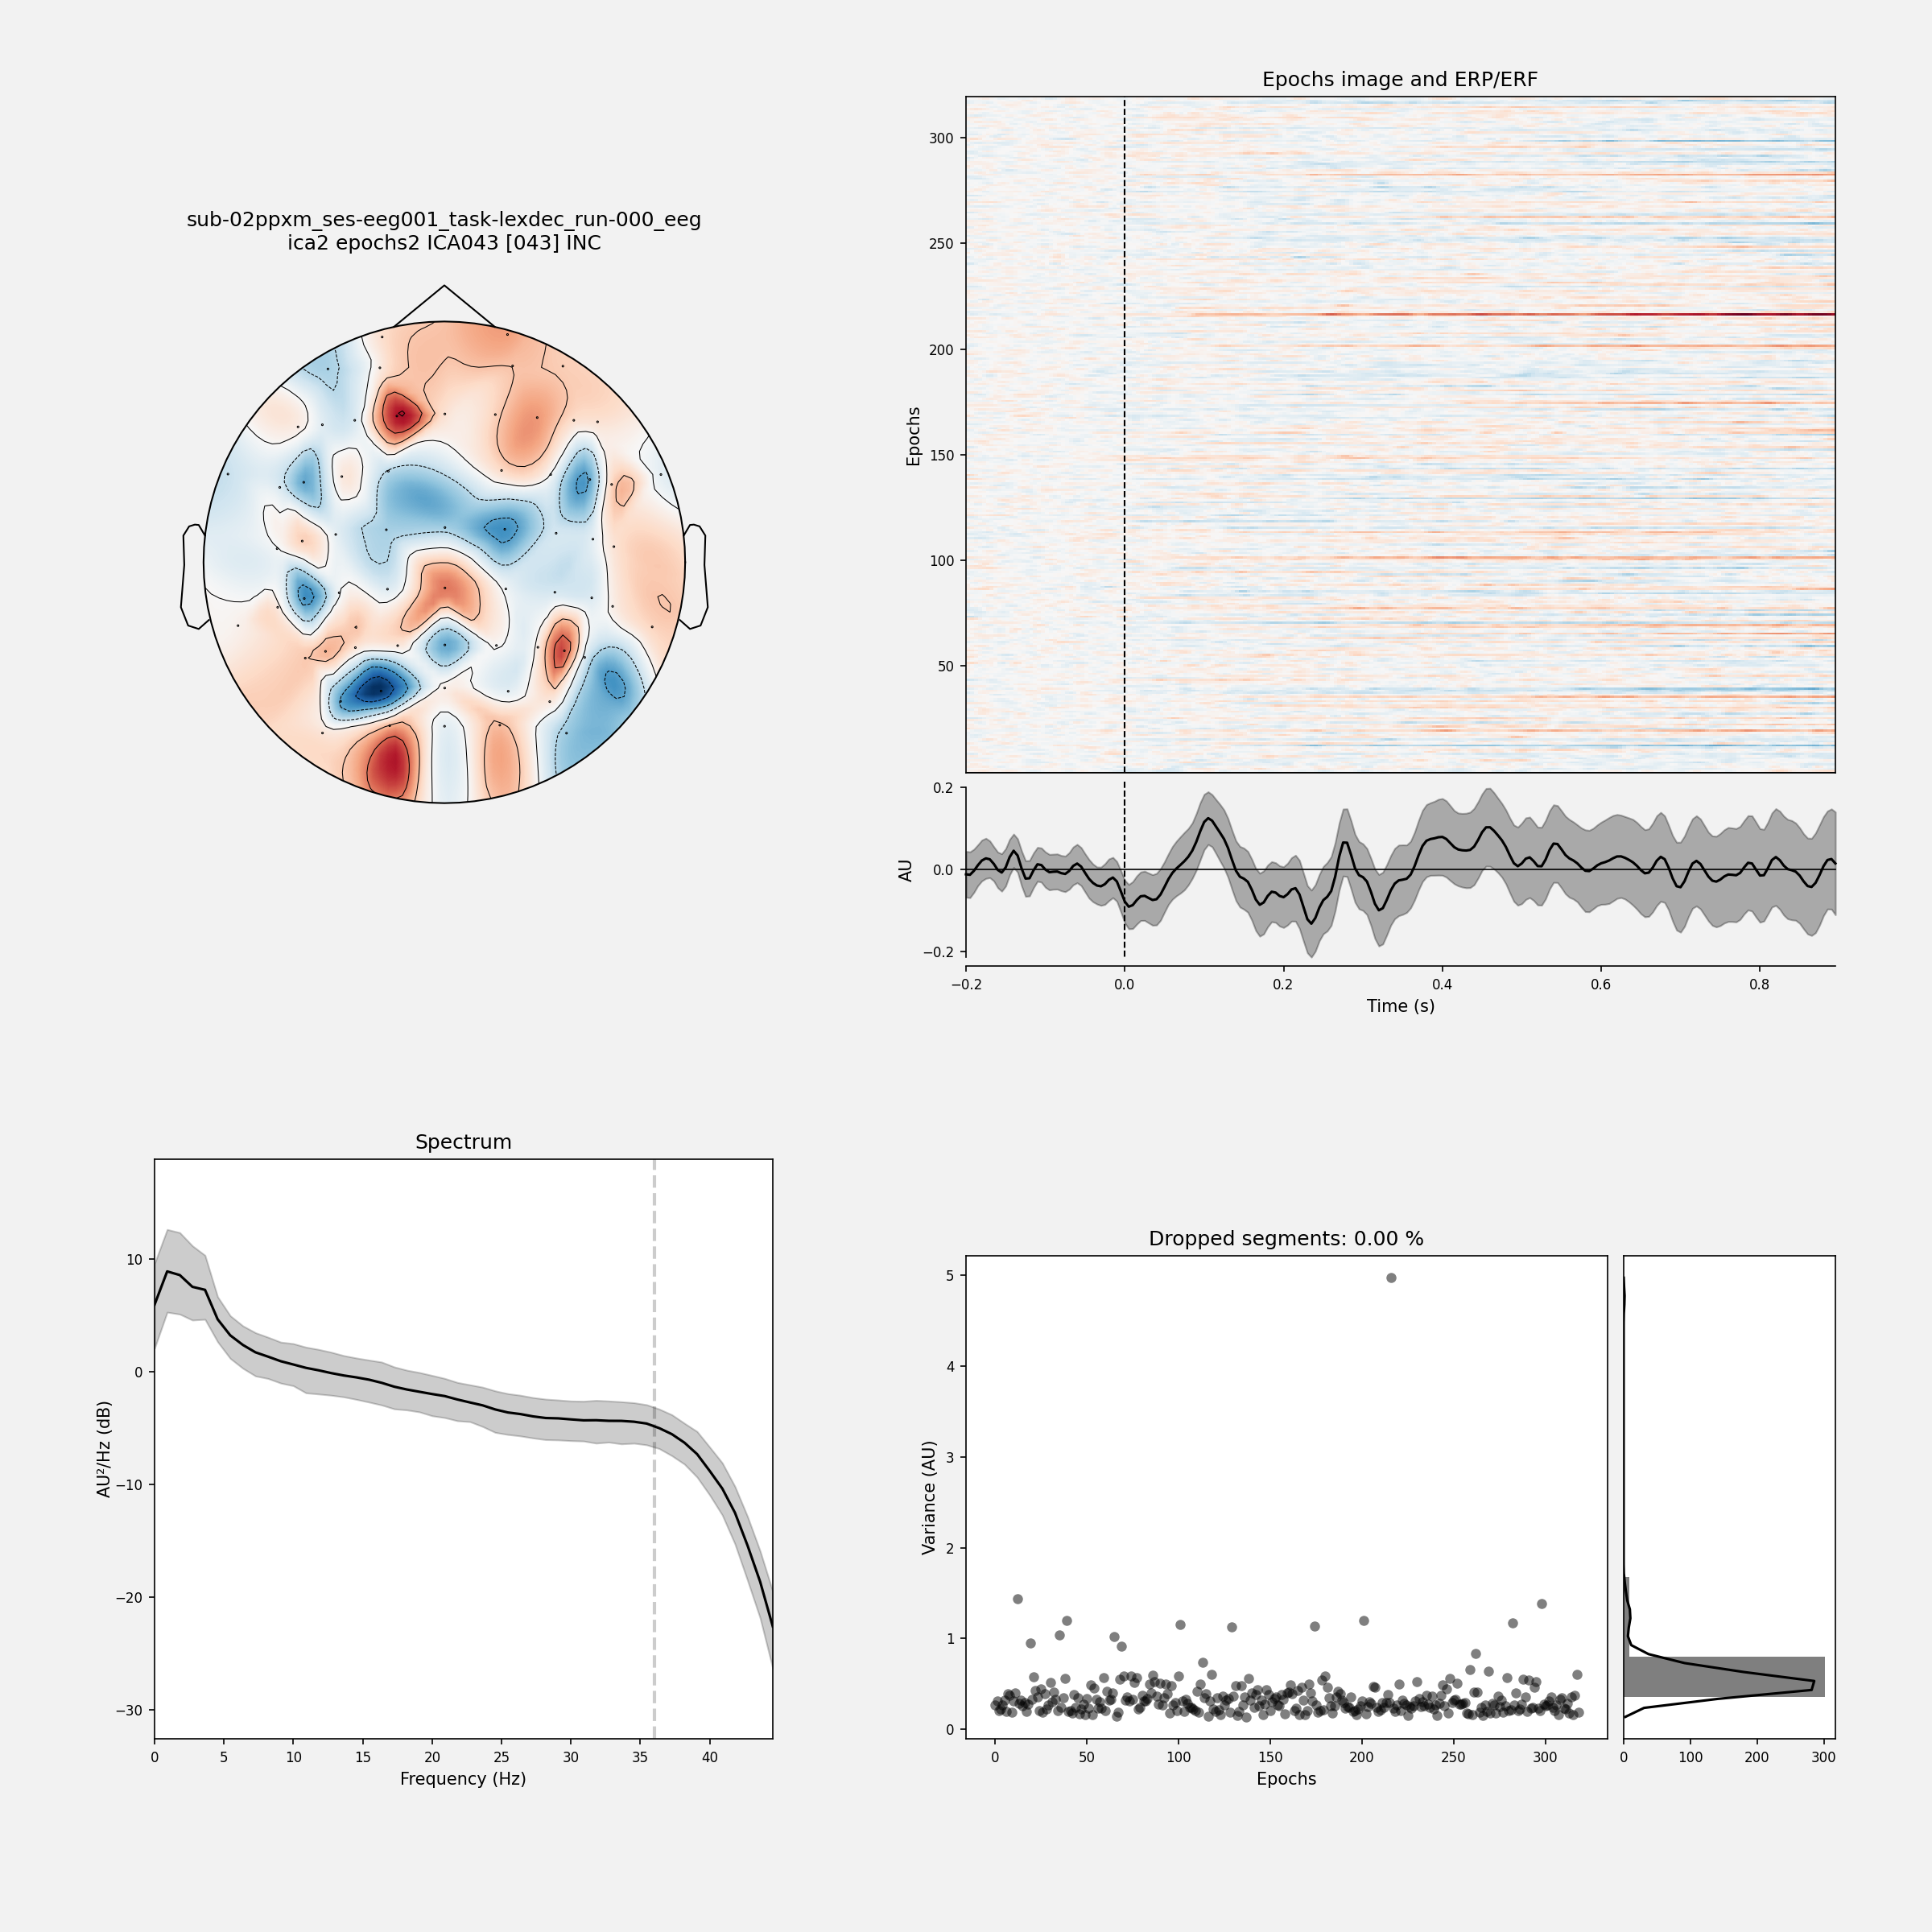 sub-02ppxm_ses-eeg001_task-lexdec_run-000_eeg
ica2 epochs2 ICA043 [043] INC
Epochs image and ERP/ERF
300
250
200
150
100
50
Epochs
0.2
0.0
−0.2
AU
−0.2 0.0 0.2 0.4 0.6 0.8
Time (s)
Spectrum
10
0
−10
−20
−30
AU²/Hz (dB)
0 5 10 15 20 25 30 35 40
Frequency (Hz)
Dropped segments: 0.00 %
5
4
3
2
1
0
Variance (AU)
0 50 100 150 200 250 300
Epochs
0 100 200 300